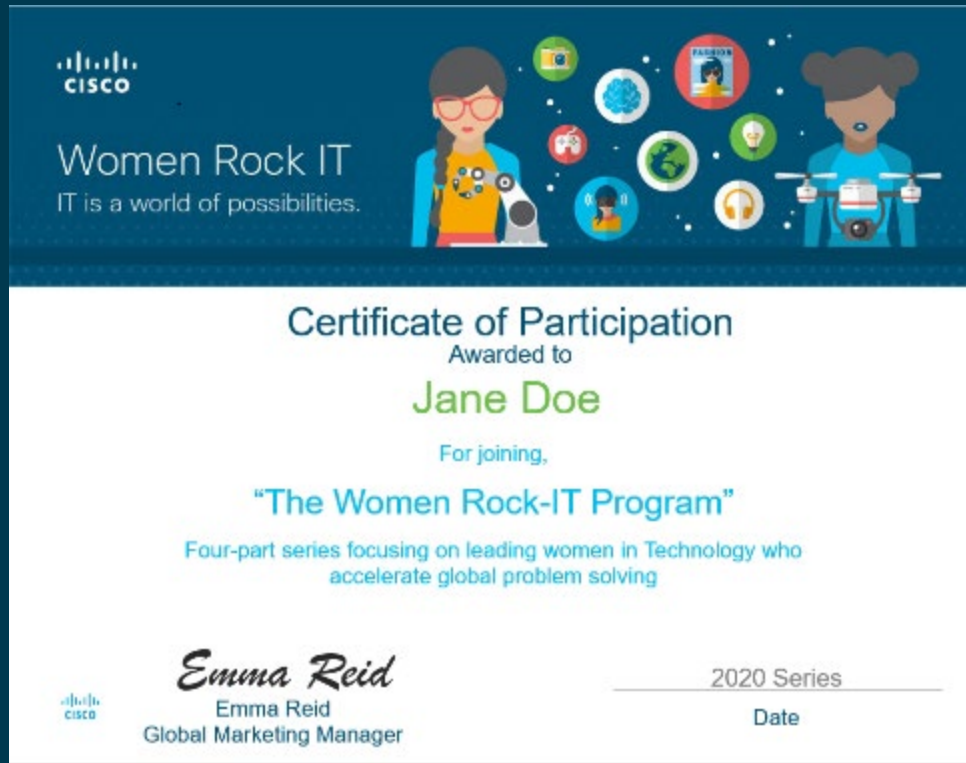 CISCO
Women Rock IT
IT is a world of possibilities.
FASHION
Certificate of Participation
Awarded to
Jane Doe
For joining,
“The Women Rock-IT Program”
Four-part series focusing on leading women in Technology who
accelerate global problem solving
Emma Reid
Emma Reid
Global Marketing Manager
CISCO
2020 Series
Date